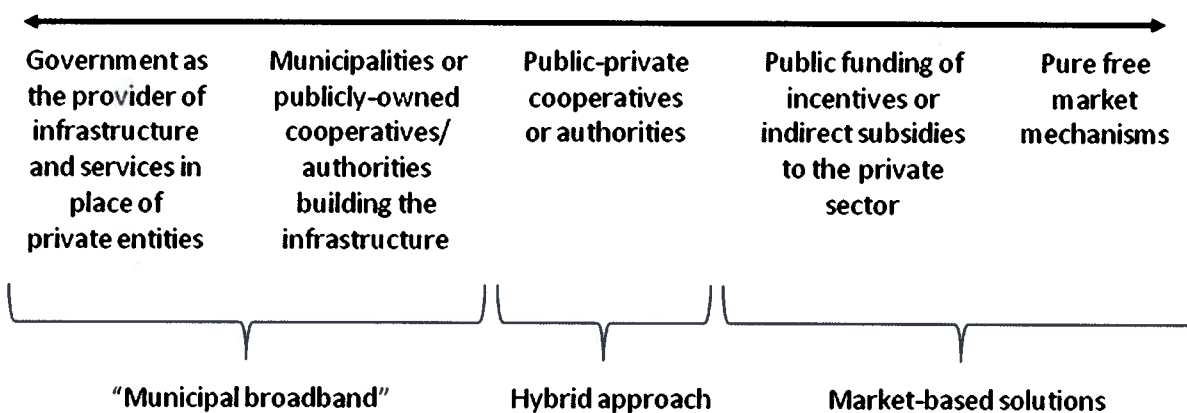 Government as
the provider of
infrastructure
and services in
place of
private entities
Municipalities or
publicly-owned
cooperatives/
authorities
building the
infrastructure
Public-private
cooperatives
or authorities
Public funding of
incentives or
indirect subsidies
to the private
sector
Pure free
market
mechanisms
“Municipal broadband”
Hybrid approach
Market-based solutions